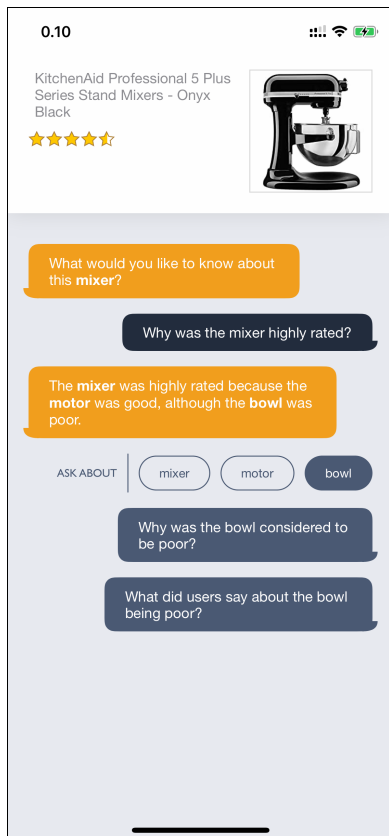 0.10
KitchenAid Professional 5 Plus
Series Stand Mixers - Onyx
Black
What would you like to know about
this mixer?
Why was the mixer highly rated?
The mixer was highly rated because the
motor was good, although the bowl was
poor.
ASK ABOUT mixer motor bowl
Why was the bowl considered to
be poor?
What did users say about the bowl
being poor?